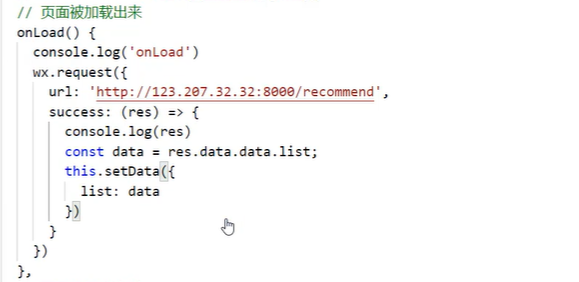 // 页面被加载出来
onLoad() {
console.log('onLoad')
wx.request({
url: 'http://123.207.32.32:8000/recommend',
success: (res) => {
console.log(res)
const data = res.data.data.list;
this.setData({
list: data
})
}
})
},